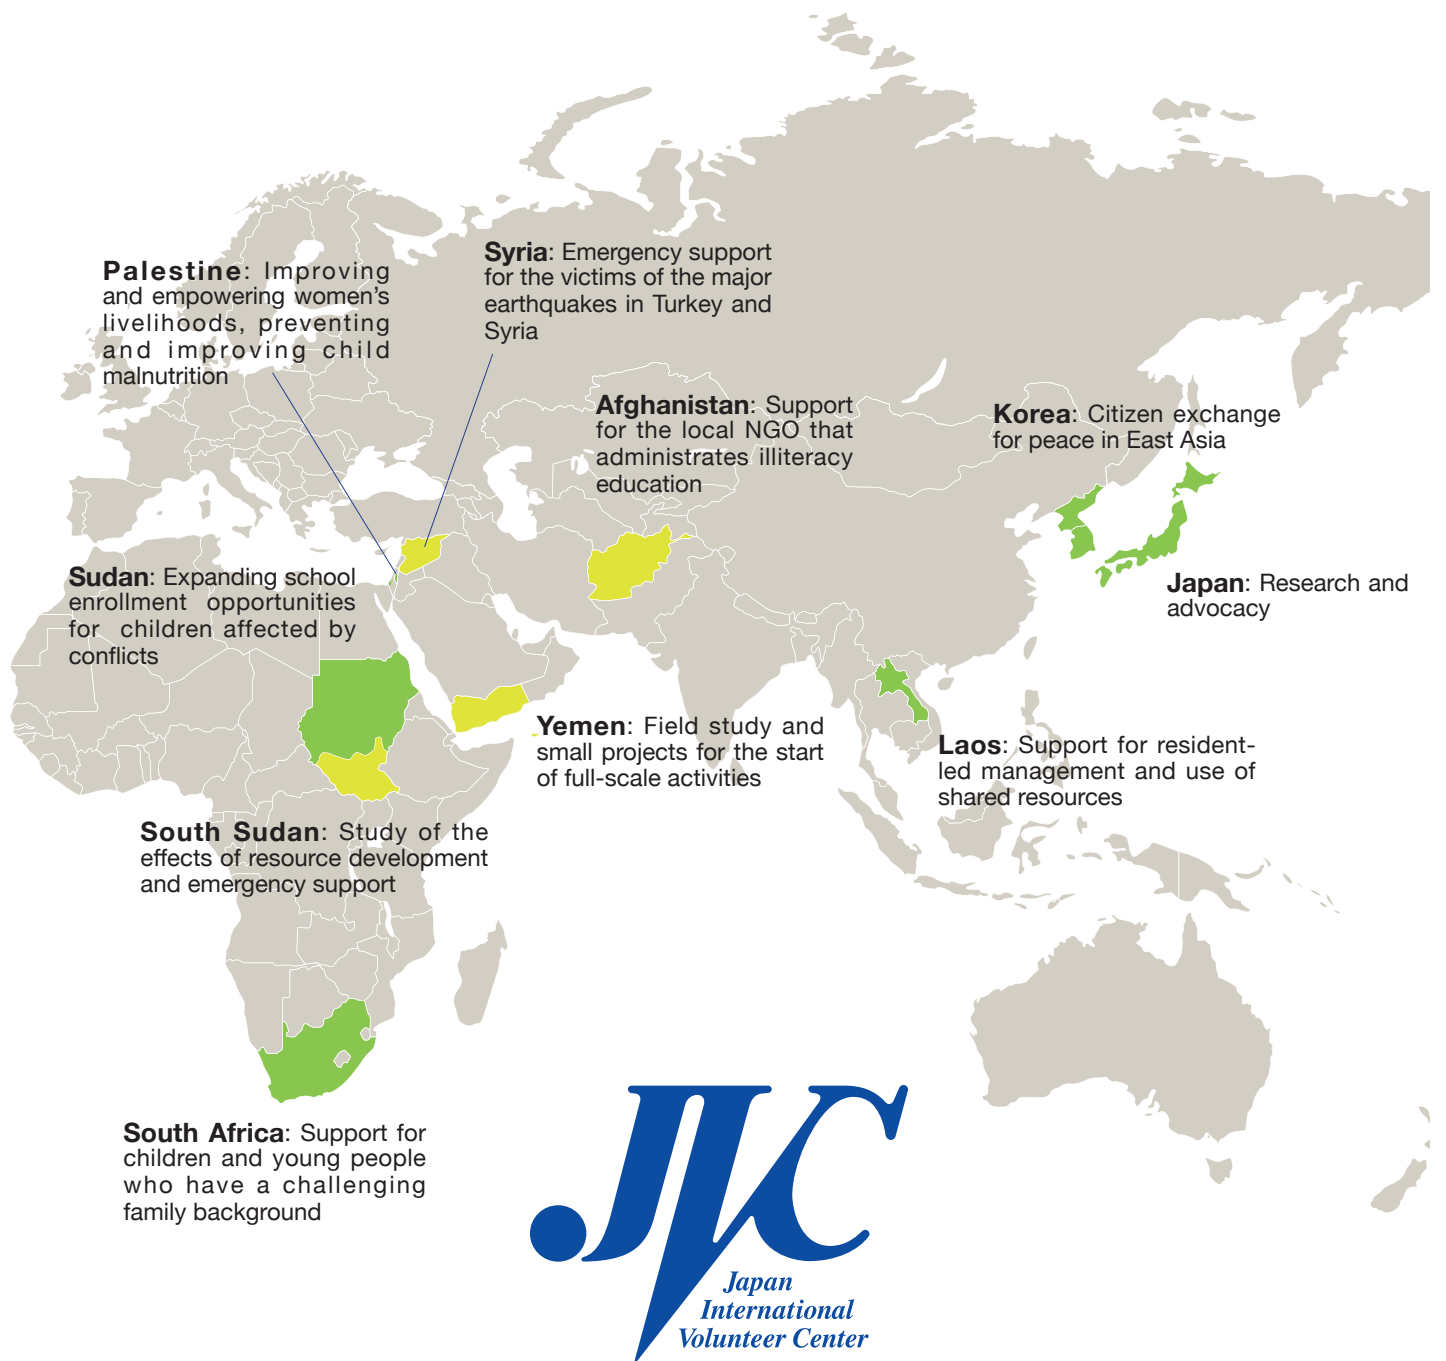 Palestine: Improving
and empowering women's
livelihoods, preventing
and improving child
malnutrition
Syria: Emergency support
for the victims of the major
earthquakes in Turkey and
Syria
Afghanistan: Support
for the local NGO that
administrates illiteracy
education
Korea: Citizen exchange
for peace in East Asia
Sudan: Expanding school
enrollment opportunities
for children affected by
conflicts
Japan: Research and
advocacy
Yemen: Field study and
small projects for the start
of full-scale activities
Laos: Support for resident-
led management and use of
shared resources
South Sudan: Study of the
effects of resource development
and emergency support
South Africa: Support for
children and young people
who have a challenging
family background
JVC
Japan
International
Volunteer Center